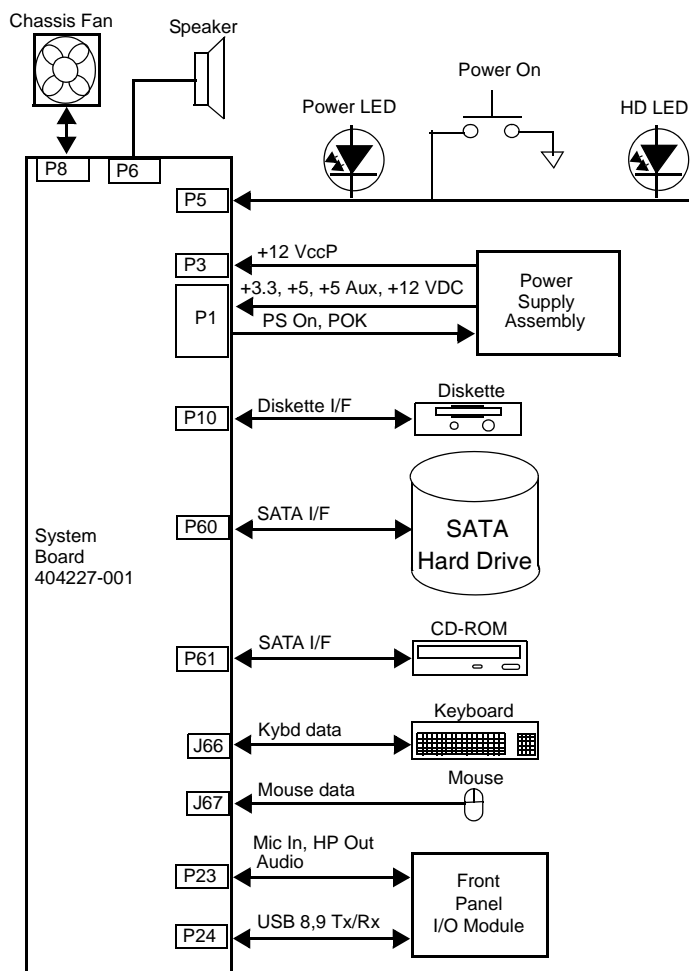 Chassis Fan
Speaker
Power On
Power LED
HD LED
P8
P6
P5
P3
+12 VccP
+3.3, +5, +5 Aux, +12 VDC
P1
PS On, POK
Power
Supply
Assembly
P10
Diskette I/F
Diskette
P60
SATA I/F
SATA
Hard Drive
System
Board
404227-001
P61
SATA I/F
CD-ROM
J66
Kybd data
Keyboard
J67
Mouse data
Mouse
P23
Mic In, HP Out
Audio
Front
Panel
I/O Module
P24
USB 8,9 Tx/Rx